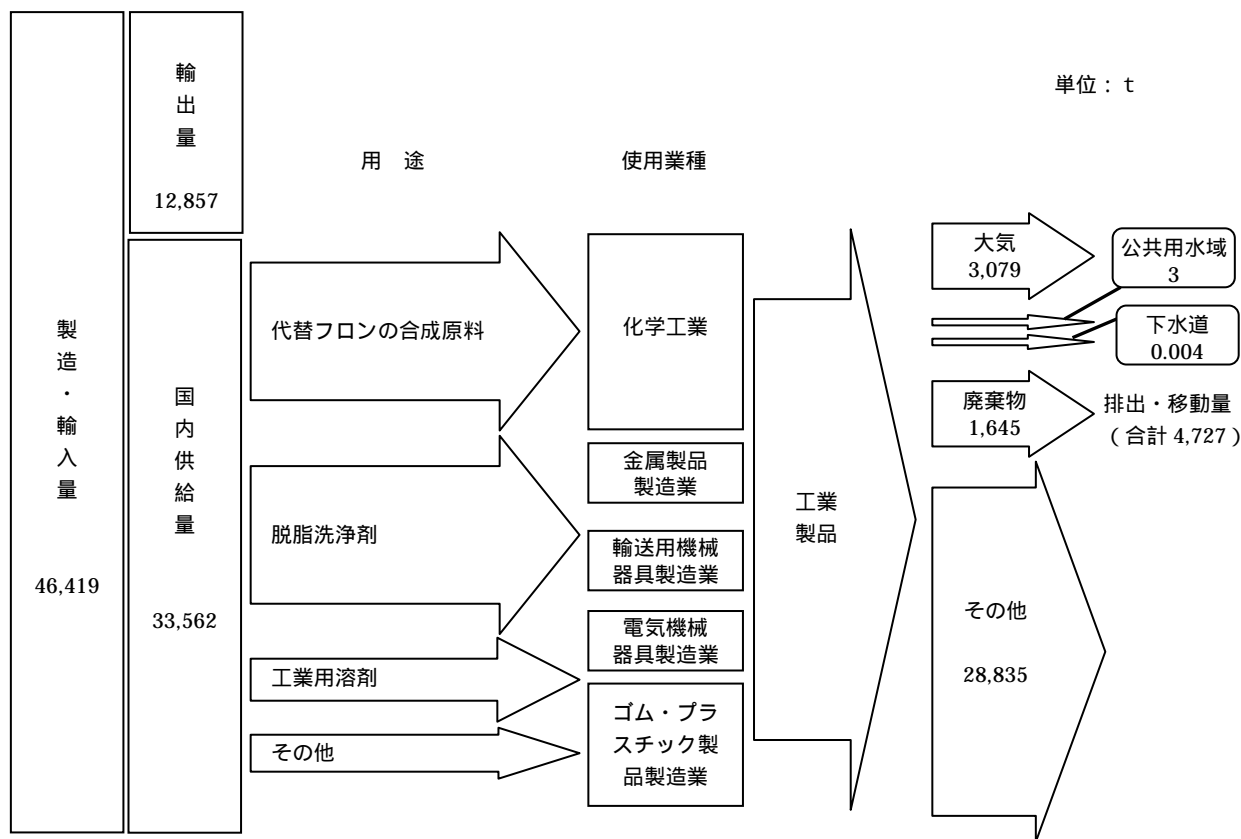 単位: t
輸
出
量
12,857
用 途
使用業種
製
造
・
輸
入
量
46,419
国
内
供
給
量
33,562
代替フロンの合成原料
脱脂洗浄剤
工業用溶剤
その他
化学工業
金属製品
製造業
輸送用機械
器具製造業
電気機械
器具製造業
ゴム・プラ
スチック製
品製造業
工業
製品
大気
3,079
公共用水域
3
下水道
0.004
廃棄物
1,645
排出・移動量
(合計 4,727)
その他
28,835